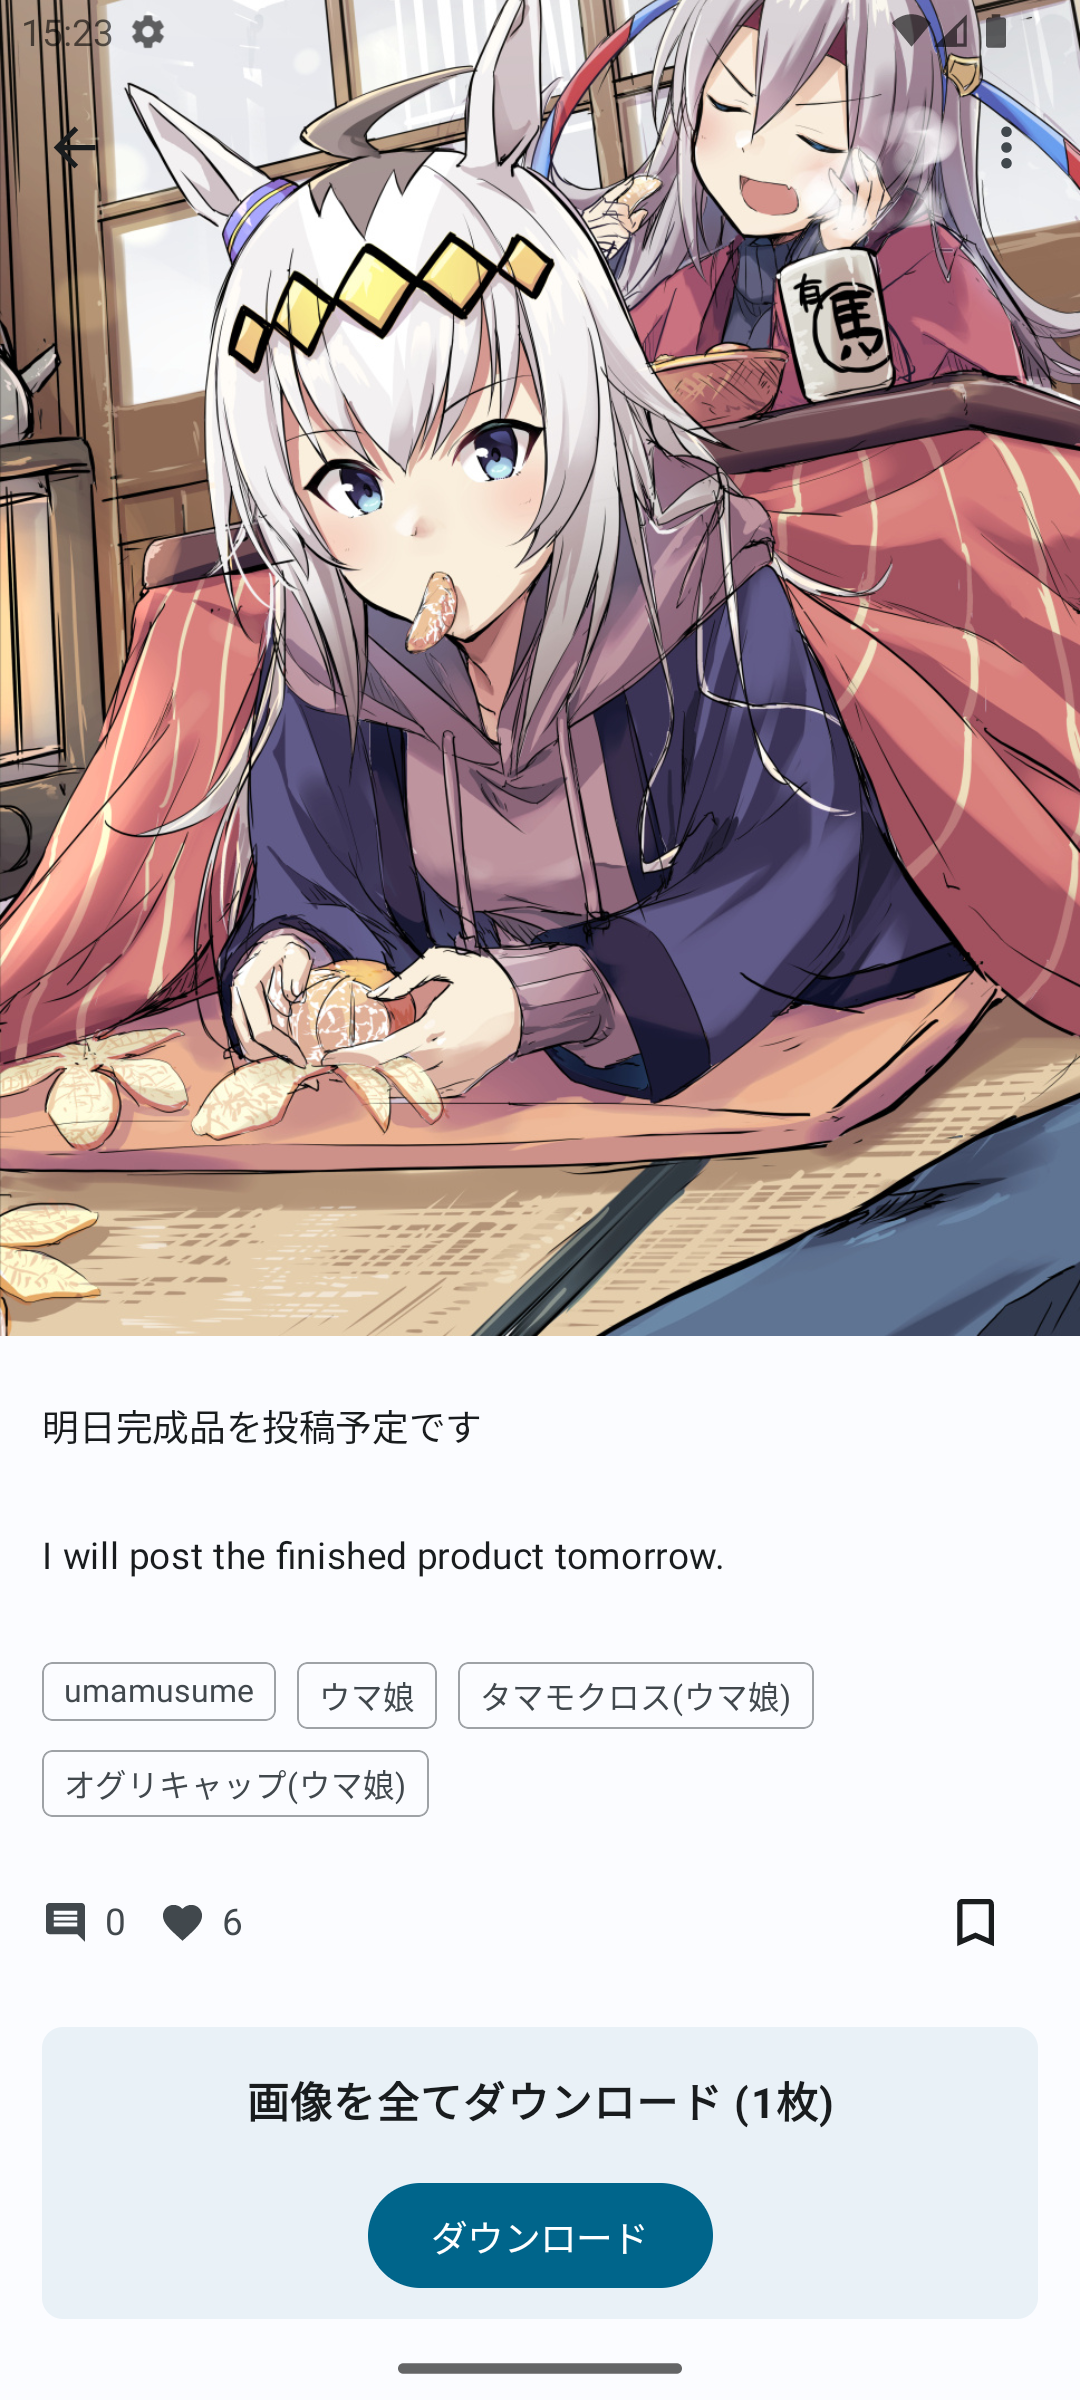 15:23
有
馬
明日完成品を投稿予定です
I will post the finished product tomorrow.
umamusume
ウマ娘
タマモクロス(ウマ娘)
オグリキャップ(ウマ娘)
0
6
画像を全てダウンロード (1枚)
ダウンロード